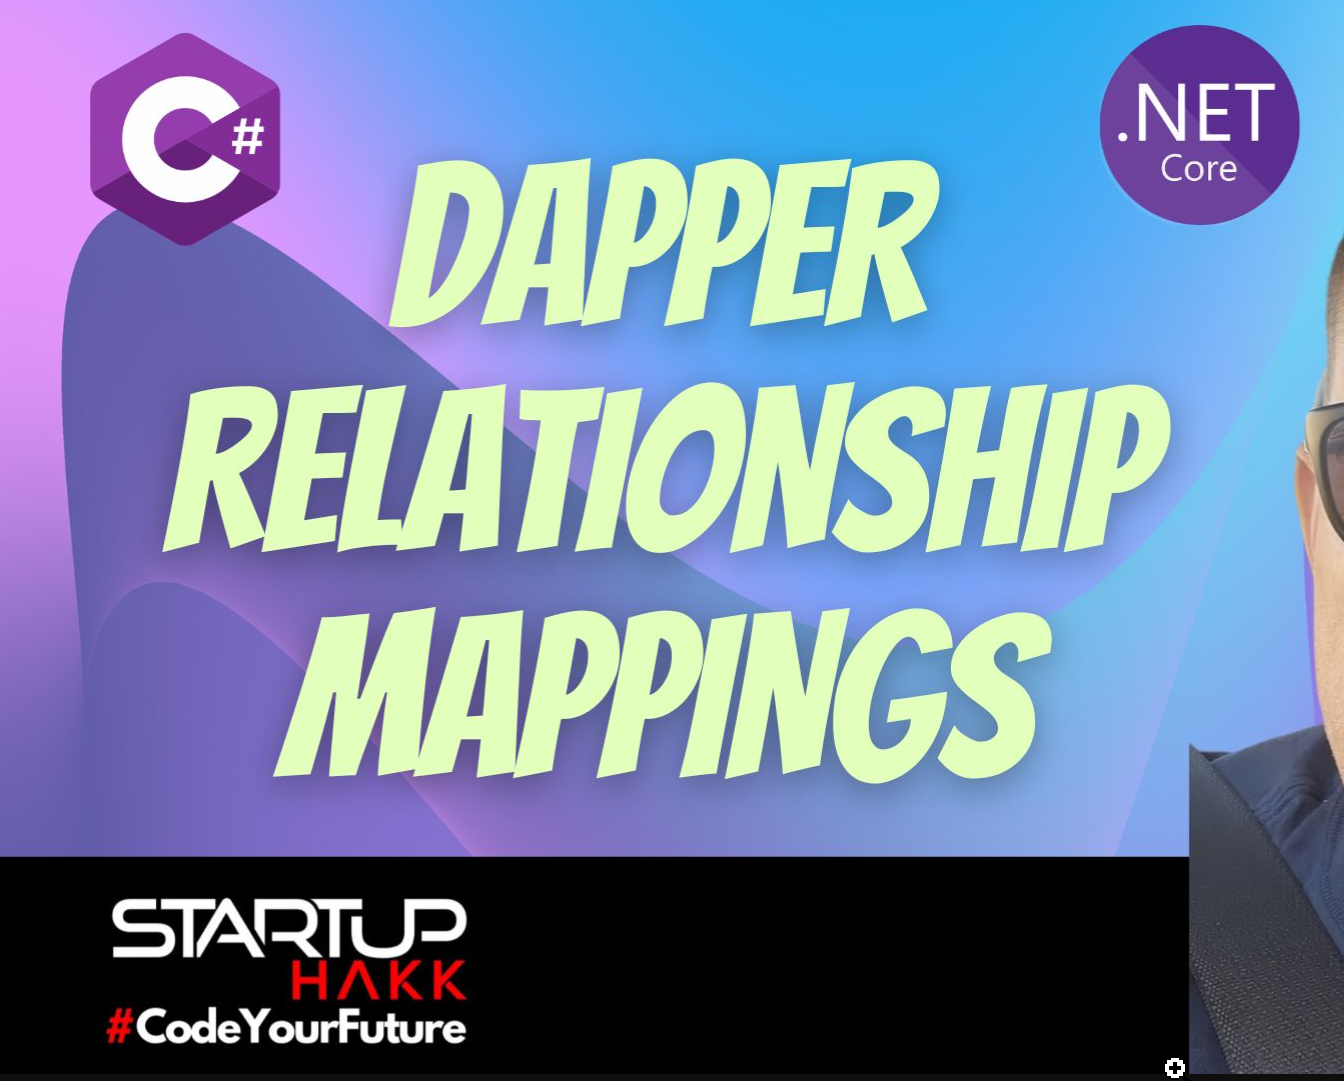 C#
.NET
Core
DAPPER
RELATIONSHIP
MAPPINGS
STARTUP
HAKK
#CodeYourFuture